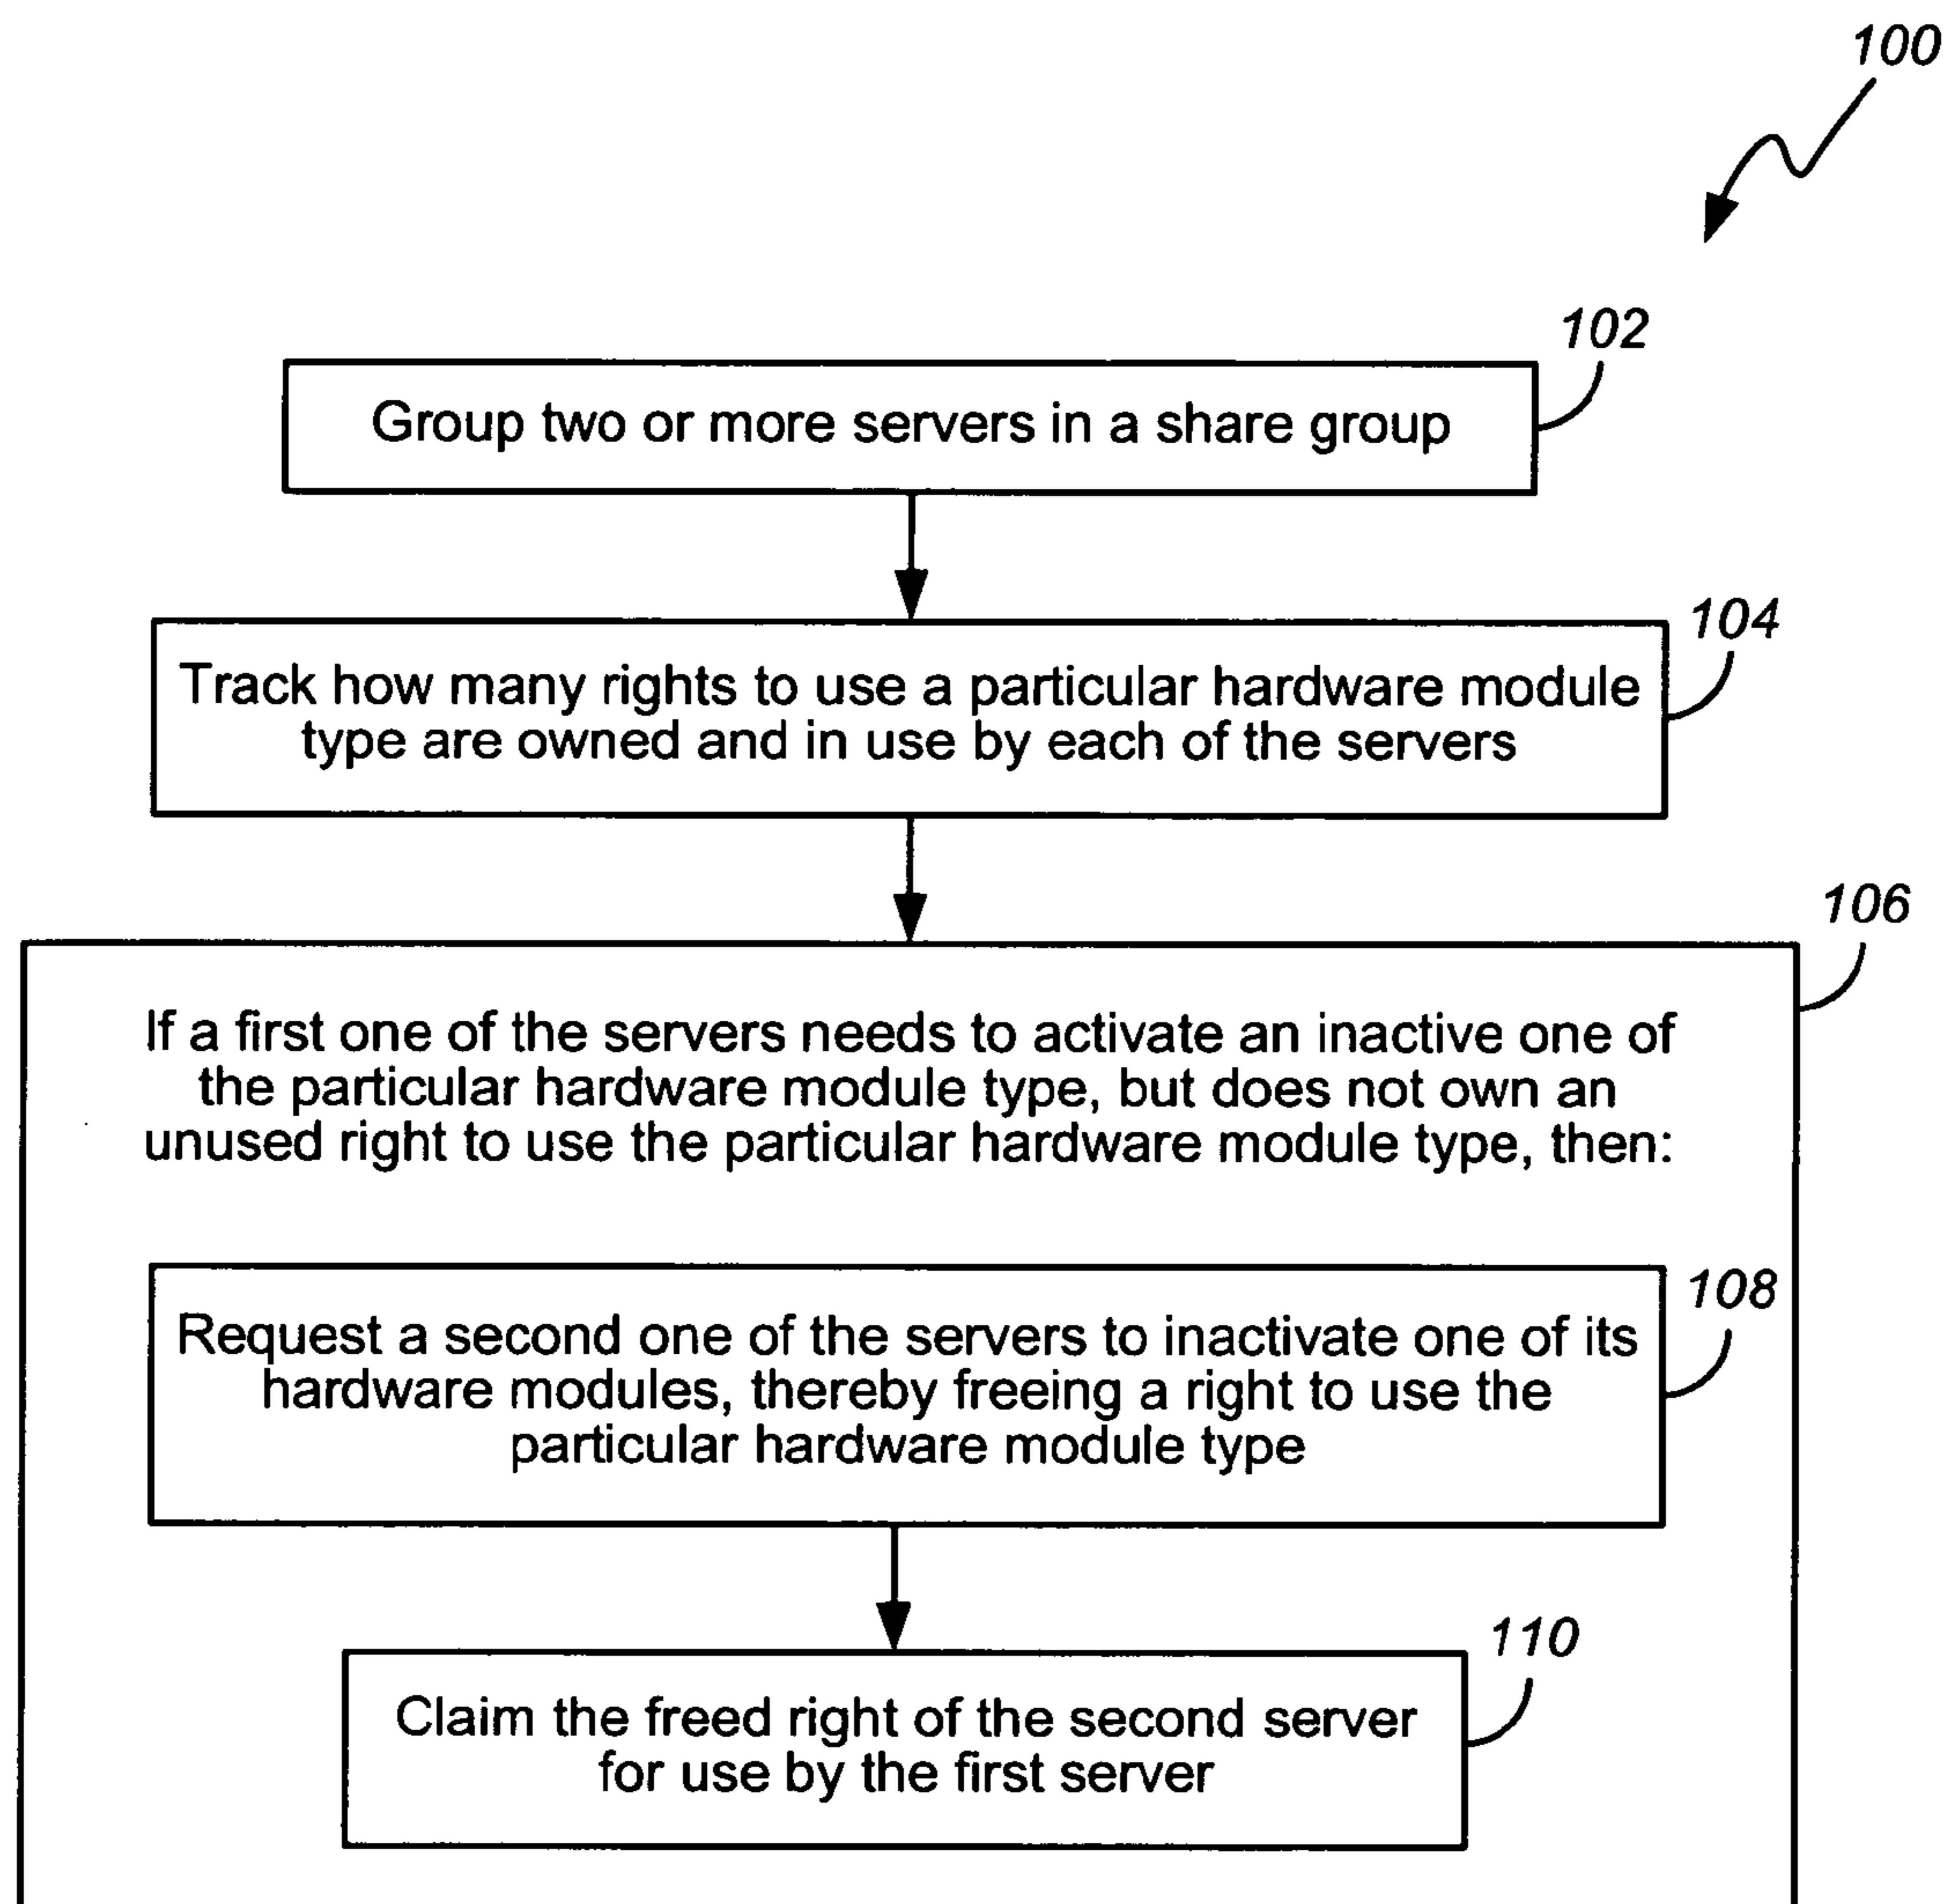 100
102
Group two or more servers in a share group
104
Track how many rights to use a particular hardware module
type are owned and in use by each of the servers
106
If a first one of the servers needs to activate an inactive one of
the particular hardware module type, but does not own an
unused right to use the particular hardware module type, then:
108
Request a second one of the servers to inactivate one of its
hardware modules, thereby freeing a right to use the
particular hardware module type
110
Claim the freed right of the second server
for use by the first server